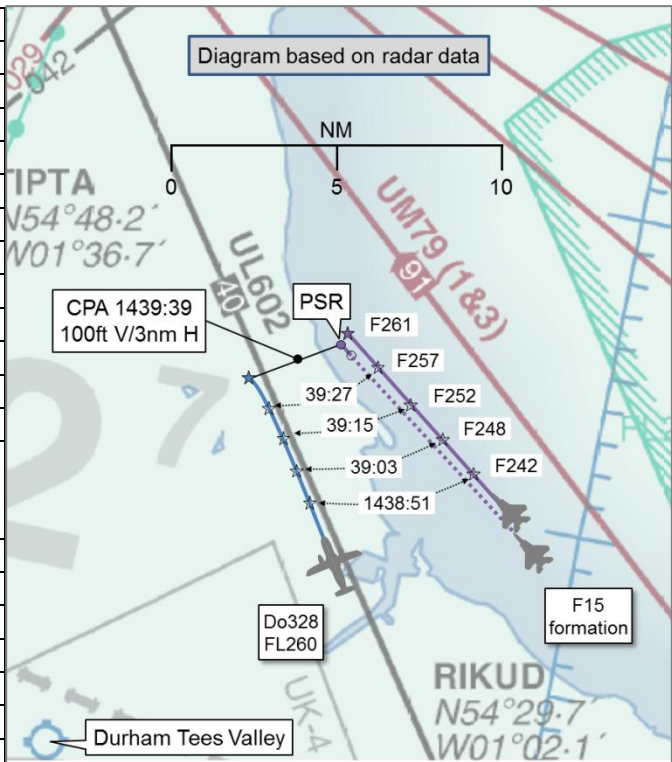 Diagram based on radar data
029
042
NM
0
5
10
TIPTA
N54°48·2′
W01°36·7′
UL602
40
UM79 (1&3)
91
CPA 1439:39
100ft V/3nm H
PSR
F261
F257
39:27
F252
39:15
F248
39:03
F242
1438:51
27
Do328
FL260
F15
formation
UK-4
RIKUD
N54°29·7′
W01°02·1′
Durham Tees Valley